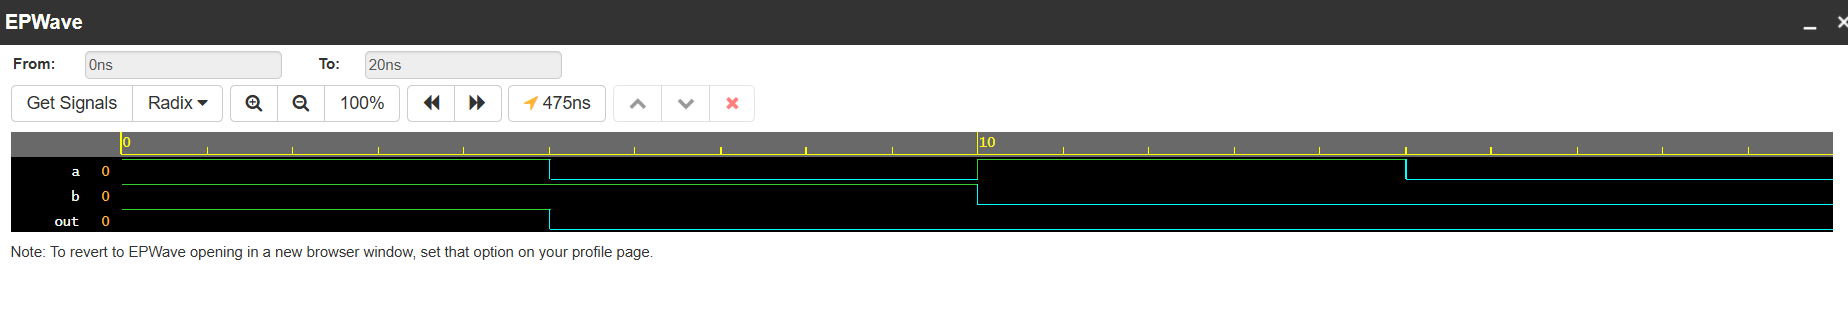 EPWave
From: 0ns To: 20ns
Get Signals Radix 100% 475ns
0 10
a 0
b 0
out 0
Note: To revert to EPWave opening in a new browser window, set that option on your profile page.